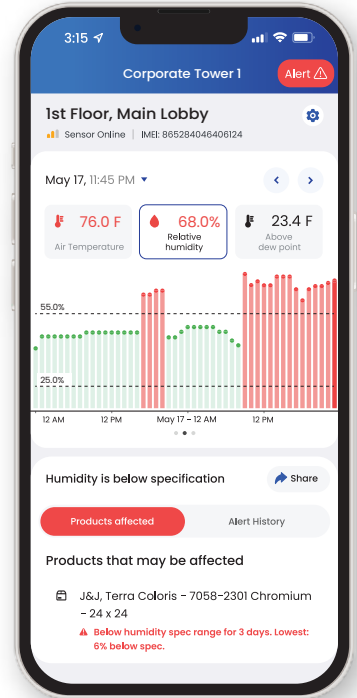 3:15
Corporate Tower 1
Alert
1st Floor, Main Lobby
Sensor Online | IMEI: 865284046406124
May 17, 11:45 PM
76.0 F
Air Temperature
68.0%
Relative
humidity
23.4 F
Above
dew point
55.0%
25.0%
12 AM 12 PM May 17 - 12 AM 12 PM
Humidity is below specification
Share
Products affected
Alert History
Products that may be affected
J&J, Terra Coloris - 7058-2301 Chromium
- 24 x 24
Below humidity spec range for 3 days. Lowest:
6% below spec.